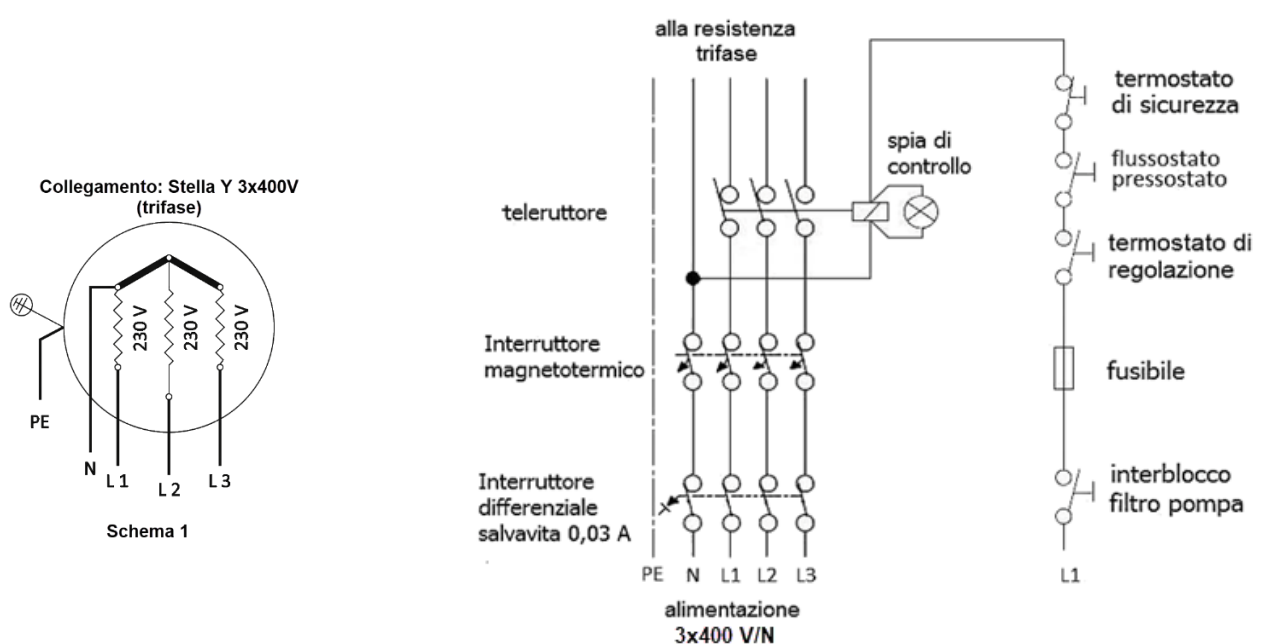 Collegamento: Stella Y 3x400V
(trifase)
230 V
230 V
230 V
PE
N
L 1
L 2
L 3
Schema 1
alla resistenza
trifase
spia di
controllo
teleruttore
Interruttore
magnetotermico
Interruttore
differenziale
salvavita 0,03 A
PE N L1 L2 L3
alimentazione
3x400 V/N
termostato
di sicurezza
flussostato
pressostato
termostato di
regolazione
fusibile
interblocco
filtro pompa
L1